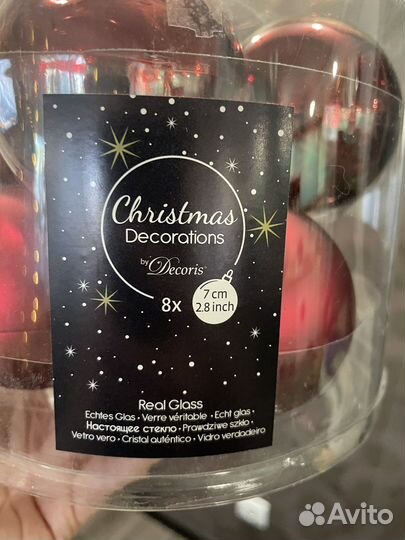 Christmas
Decorations
by Decoris™
8x
7 cm
2.8 inch
Real Glass
Echtes Glas • Verre véritable • Echt glas •
Настоящее стекло • Prawdziwe szkło •
Vetro vero • Cristal auténtico • Vidro verdadeiro
Avito